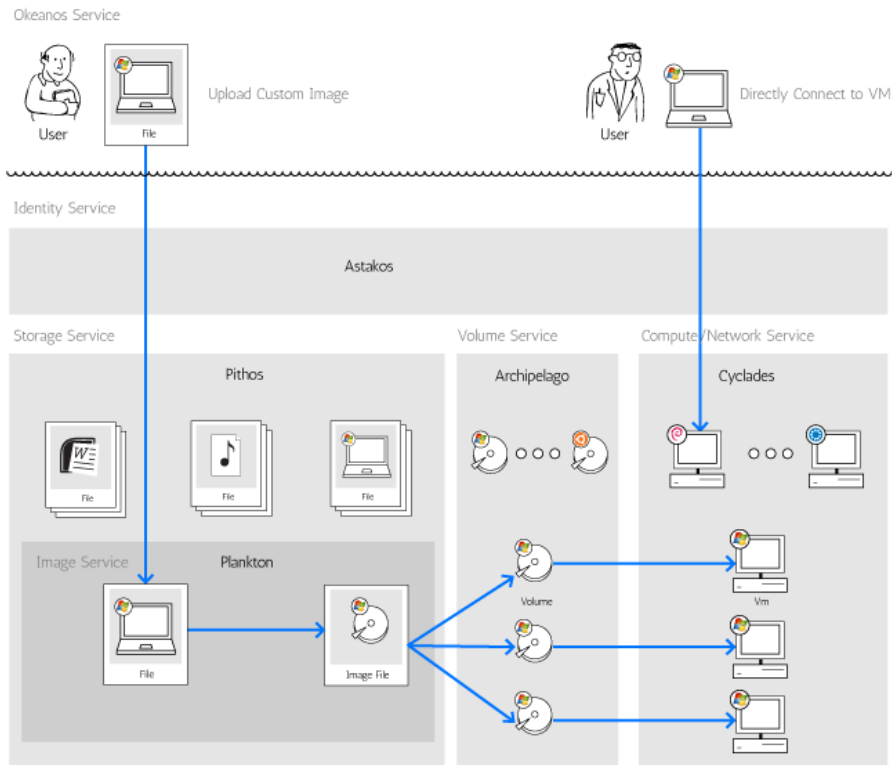 Okeanos Service
Upload Custom Image
Directly Connect to VM
User
File
User
Identity Service
Astakos
Storage Service
Volume Service
Compute/Network Service
Pithos
Archipelago
Cyclades
W
File
File
File
Image Service
Plankton
Volume
Vm
File
Image File